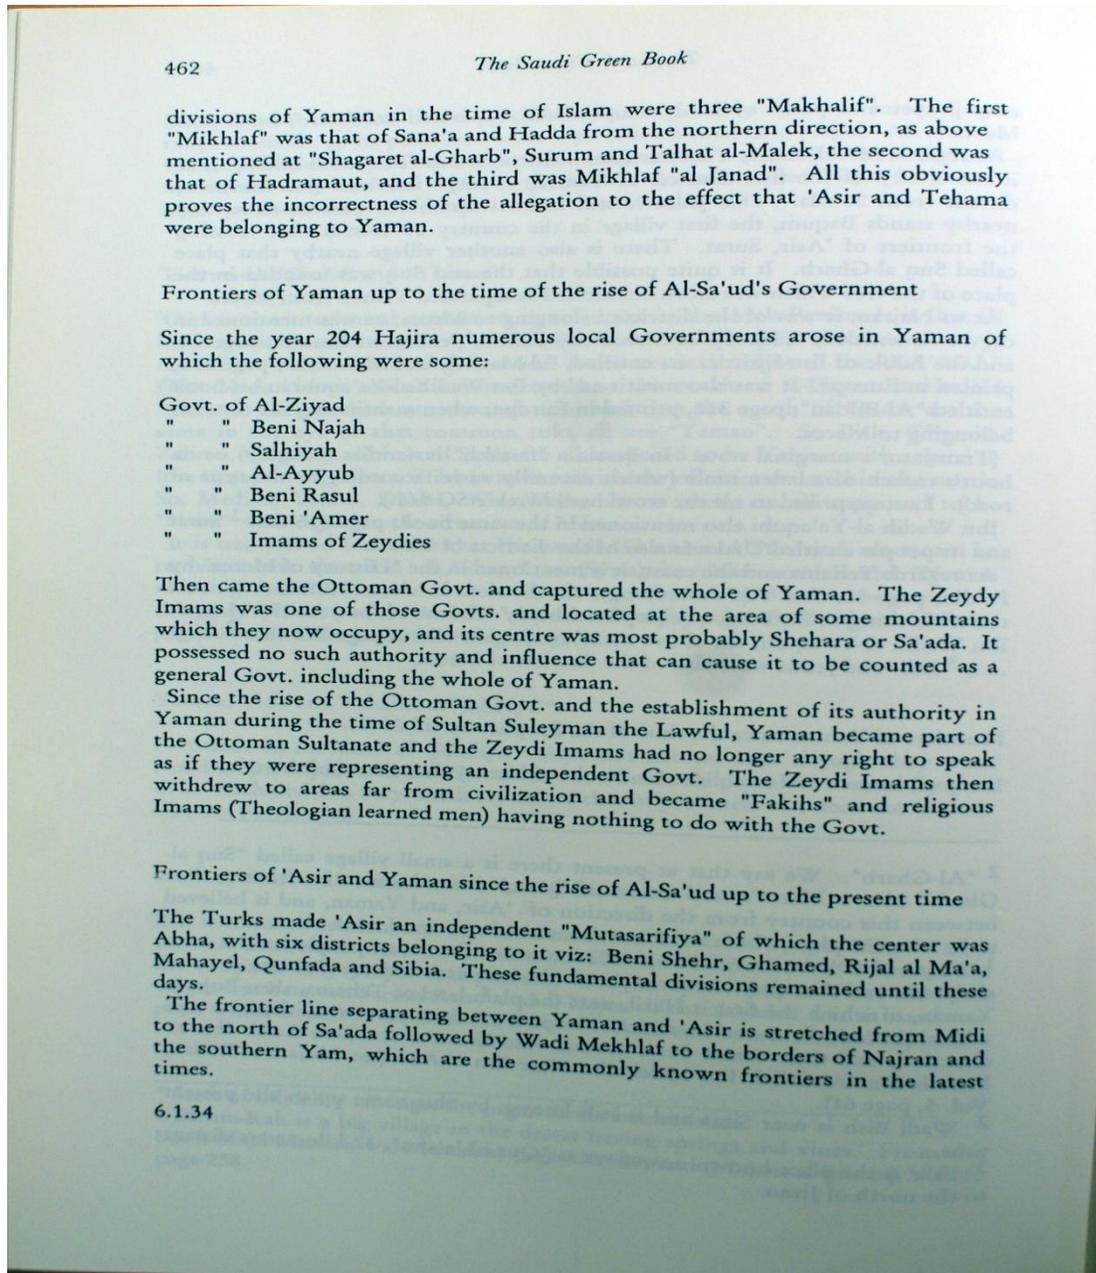 462
The Saudi Green Book
divisions of Yaman in the time of Islam were three "Makhalif". The first
"Mikhlaf" was that of Sana'a and Hadda from the northern direction, as above
mentioned at "Shagaret al-Gharb", Surum and Talhat al-Malek, the second was
that of Hadramaut, and the third was Mikhlaf "al Janad". All this obviously
proves the incorrectness of the allegation to the effect that 'Asir and Tehama
were belonging to Yaman.
Frontiers of Yaman up to the time of the rise of Al-Sa'ud's Government
Since the year 204 Hajira numerous local Governments arose in Yaman of
which the following were some:
Govt. of Al-Ziyad
" " Beni Najah
" " Salhiyah
" " Al-Ayyub
" " Beni Rasul
" " Beni 'Amer
" " Imams of Zeydies
Then came the Ottoman Govt. and captured the whole of Yaman. The Zeydy
Imams was one of those Govts. and located at the area of some mountains
which they now occupy, and its centre was most probably Shehara or Sa'ada. It
possessed no such authority and influence that can cause it to be counted as a
general Govt. including the whole of Yaman.
Since the rise of the Ottoman Govt. and the establishment of its authority in
Yaman during the time of Sultan Suleyman the Lawful, Yaman became part of
the Ottoman Sultanate and the Zeydi Imams had no longer any right to speak
as if they were representing an independent Govt. The Zeydi Imams then
withdrew to areas far from civilization and became "Fakihs" and religious
Imams (Theologian learned men) having nothing to do with the Govt.
Frontiers of 'Asir and Yaman since the rise of Al-Sa'ud up to the present time
The Turks made 'Asir an independent "Mutasarifiya" of which the center was
Abha, with six districts belonging to it viz: Beni Shehr, Ghamed, Rijal al Ma'a,
Mahayel, Qunfada and Sibia. These fundamental divisions remained until these
days.
The frontier line separating between Yaman and 'Asir is stretched from Midi
to the north of Sa'ada followed by Wadi Mekhlaf to the borders of Najran and
the southern Yam, which are the commonly known frontiers in the latest
times.
6.1.34